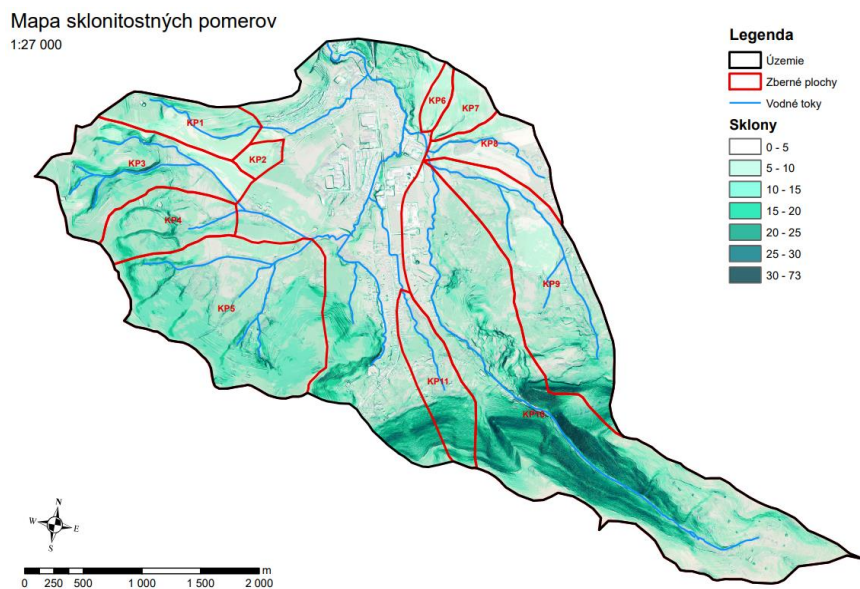 Mapa sklonitostných pomerov
1:27 000
Legenda
Územie
Zberné plochy
Vodné toky
Sklony
0 - 5
5 - 10
10 - 15
15 - 20
20 - 25
25 - 30
30 - 73
KP1
KP2
KP3
KP4
KP5
KP6
KP7
KP8
KP9
KP10
KP11
N
W E
S
0 250 500 1 000 1 500 2 000 m